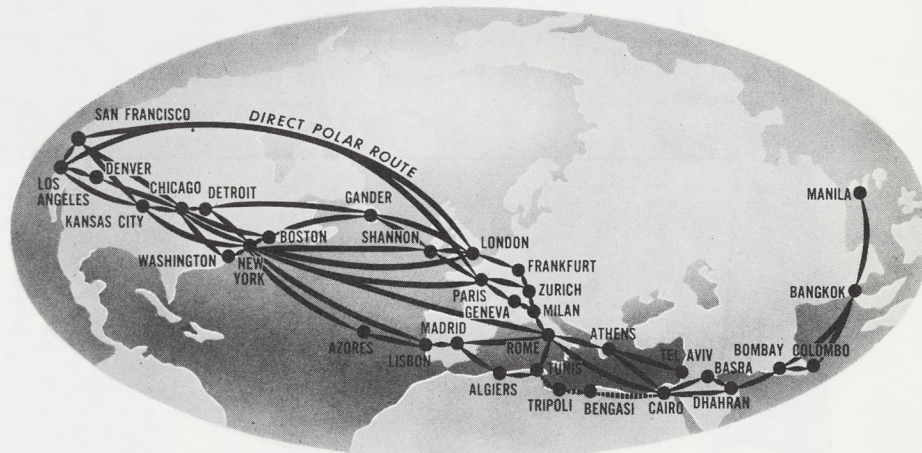 SAN FRANCISCO
DIRECT POLAR ROUTE
DENVER
LOS
ANGELES
CHICAGO
DETROIT
GANDER
MANILA
KANSAS CITY
BOSTON
SHANNON
LONDON
WASHINGTON
NEW
YORK
FRANKFURT
PARIS
ZURICH
BANGKOK
GENEVA
MILAN
AZORES
MADRID
LISBON
ROME
ATHENS
TEL AVIV
BOMBAY
COLOMBO
ALGIERS
TUNIS
BASRA
TRIPOLI
BENGASI
CAIRO
DHAHRAN